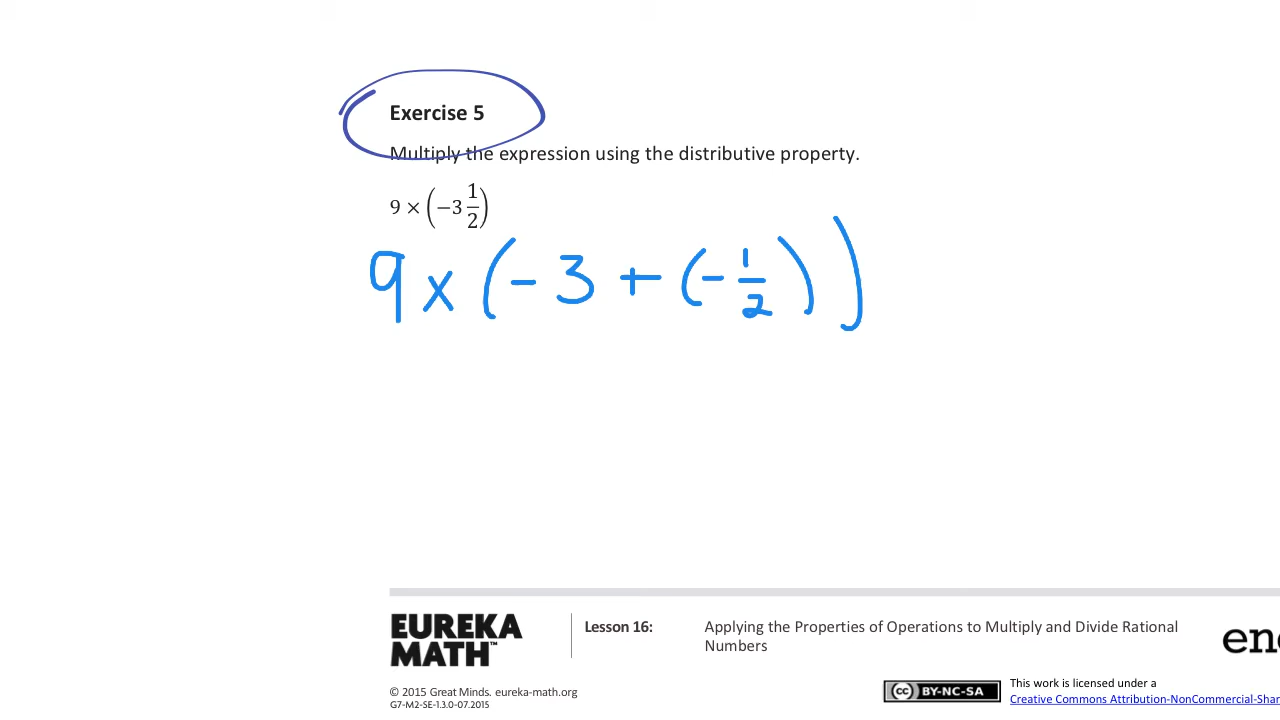 Exercise 5
Multiply the expression using the distributive property.
9 × (−3 1/2)
9 × (−3 + (−1/2))
EUREKA MATH™
Lesson 16:
Applying the Properties of Operations to Multiply and Divide Rational
Numbers
© 2015 Great Minds. eureka-math.org
G7-M2-SE-1.3.0-07.2015
cc BY-NC-SA
This work is licensed under a
Creative Commons Attribution-NonCommercial-Shar